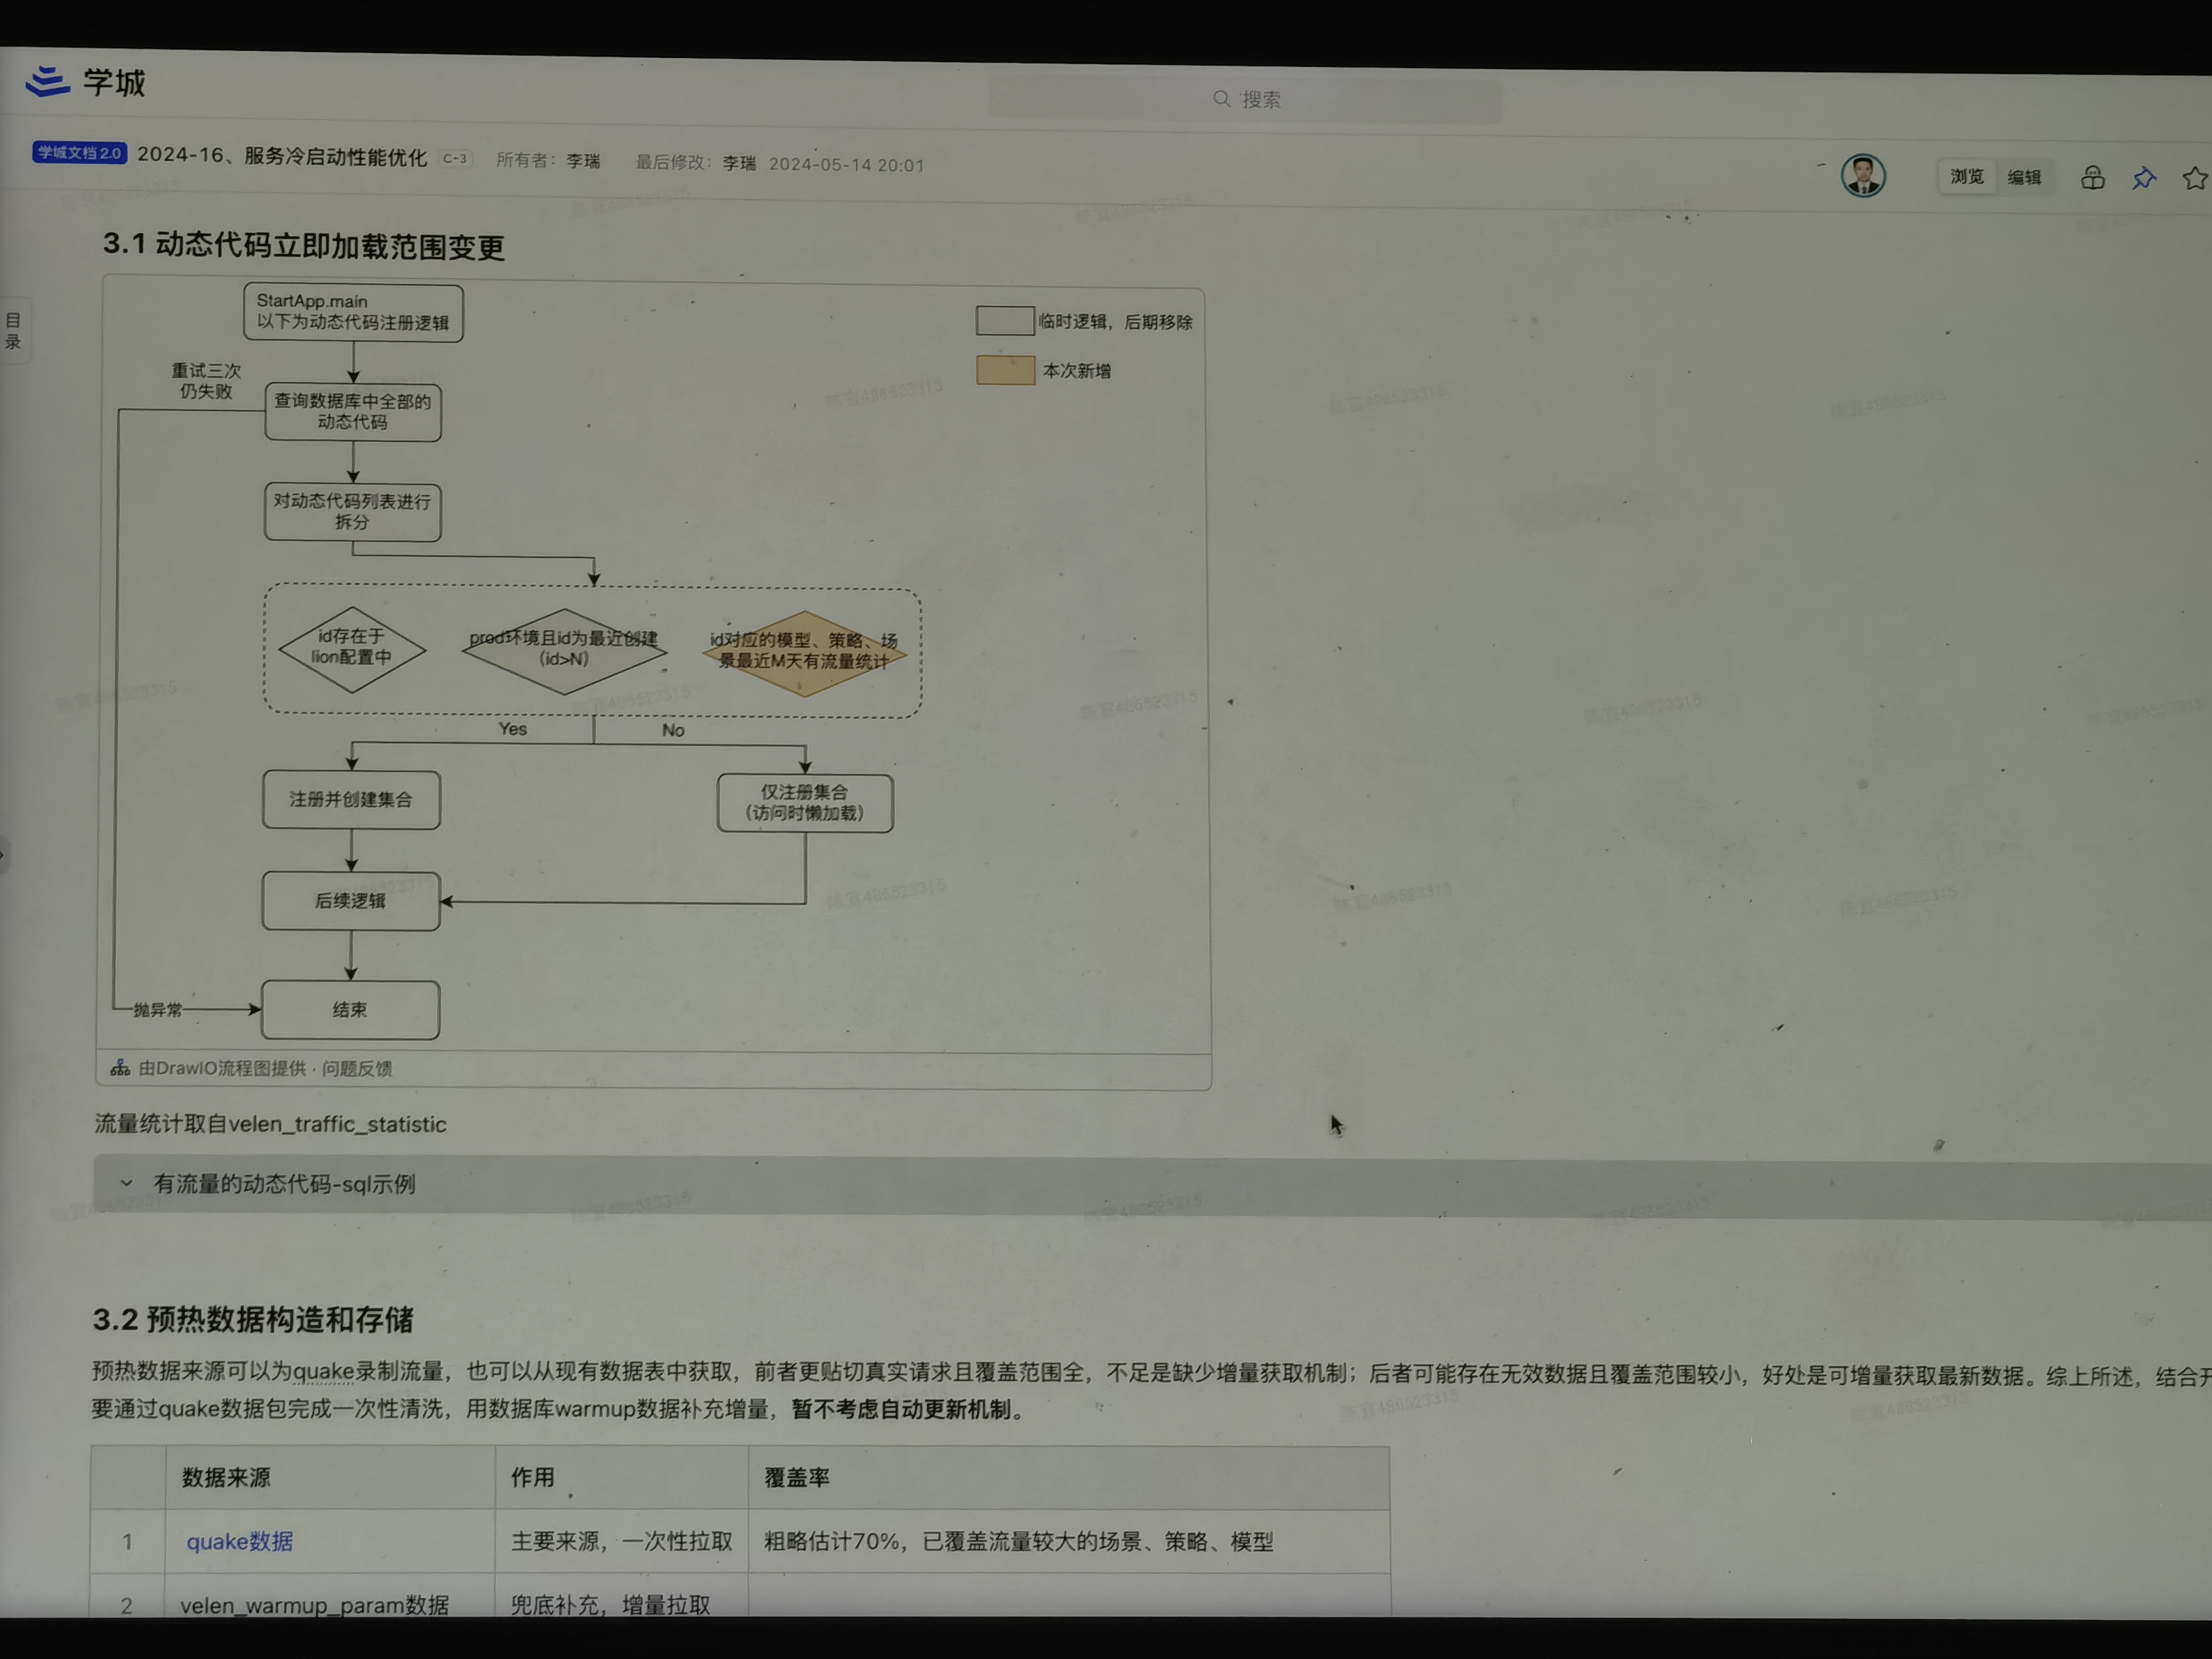 学城
搜索
学城文档 2.0 2024-16、服务冷启动性能优化 C-3 所有者：李瑞 最后修改：李瑞 2024-05-14 20:01
浏览 编辑
目录
3.1 动态代码立即加载范围变更
StartApp.main
以下为动态代码注册逻辑
临时逻辑，后期移除
本次新增
重试三次
仍失败
查询数据库中全部的
动态代码
对动态代码列表进行
拆分
id存在于
lion配置中
prod环境且id为最近创建
（id>N）
id对应的模型、策略、场
景最近M天有流量统计
Yes
No
注册并创建集合
仅注册集合
（访问时懒加载）
后续逻辑
抛异常
结束
由DrawIO流程图提供 · 问题反馈
流量统计取自velen_traffic_statistic
有流量的动态代码-sql示例
3.2 预热数据构造和存储
预热数据来源可以为quake录制流量，也可以从现有数据表中获取，前者更贴切真实请求且覆盖范围全，不足是缺少增量获取机制；后者可能存在无效数据且覆盖范围较小，好处是可增量获取最新数据。综上所述，结合
要通过quake数据包完成一次性清洗，用数据库warmup数据补充增量，暂不考虑自动更新机制。
数据来源 作用 覆盖率
1 quake数据 主要来源，一次性拉取 粗略估计70%，已覆盖流量较大的场景、策略、模型
2 velen_warmup_param数据 兜底补充，增量拉取